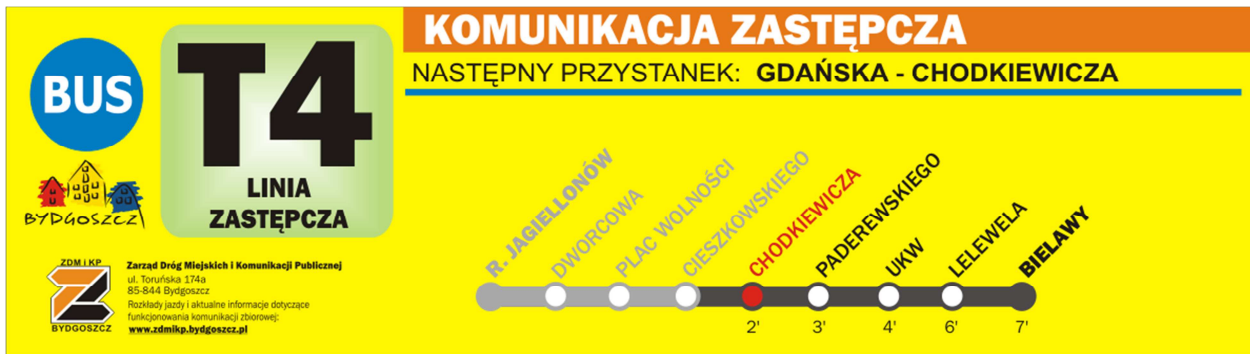 BUS
T4
LINIA
ZASTĘPCZA
BYDGOSZCZ
ZDM i KP
BYDGOSZCZ
Zarząd Dróg Miejskich i Komunikacji Publicznej
ul. Toruńska 174a
85-844 Bydgoszcz
Rozkłady jazdy i aktualne informacje dotyczące
funkcjonowania komunikacji zbiorowej:
www.zdmikp.bydgoszcz.pl
KOMUNIKACJA ZASTĘPCZA
NASTĘPNY PRZYSTANEK: GDAŃSKA - CHODKIEWICZA
R. JAGIELLONÓW
DWORCOWA
PLAC WOLNOŚCI
CIESZKOWSKIEGO
CHODKIEWICZA
PADEREWSKIEGO
UKW
LELEWELA
BIELAWY
2' 3' 4' 6' 7'